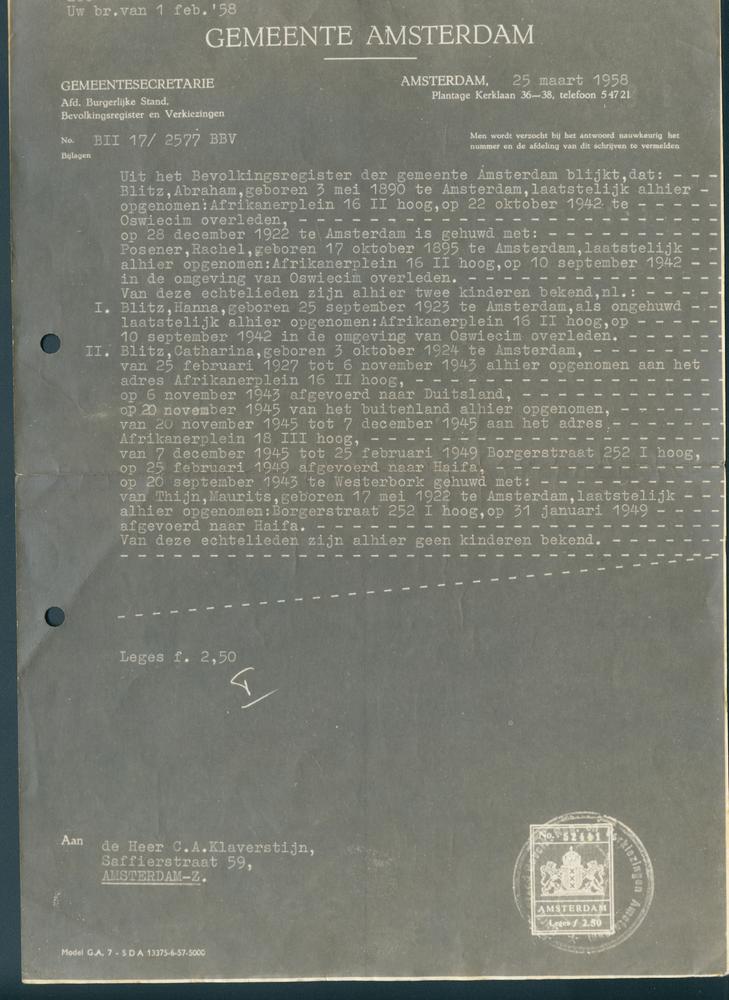 Uw br.van 1 feb.'58
GEMEENTE AMSTERDAM
GEMEENTESECRETARIE
Afd. Burgerlijke Stand,
Bevolkingsregister en Verkiezingen
AMSTERDAM, 25 maart 1958
Plantage Kerklaan 36—38, telefoon 54721
No. BII 17/ 2577 BBV
Bijlagen
Men wordt verzocht bij het antwoord nauwkeurig het
nummer en de afdeling van dit schrijven te vermelden
Uit het Bevolkingsregister der gemeente Amsterdam blijkt,dat: - - -
Blitz,Abraham,geboren 3 mei 1890 te Amsterdam,laatstelijk alhier -
opgenomen:Afrikanerplein 16 II hoog,op 22 oktober 1942 te - - - - -
Oswiecim overleden, - - - - - - - - - - - - - - - - - - - - - - - -
op 28 december 1922 te Amsterdam is gehuwd met: - - - - - - - - - -
Posener,Rachel,geboren 17 oktober 1895 te Amsterdam,laatstelijk - -
alhier opgenomen:Afrikanerplein 16 II hoog,op 10 september 1942 - -
in de omgeving van Oswiecim overleden. - - - - - - - - - - - - - -
Van deze echtelieden zijn alhier twee kinderen bekend,nl.: - - - -
I. Blitz,Hanna,geboren 25 september 1923 te Amsterdam,als ongehuwd - -
laatstelijk alhier opgenomen:Afrikanerplein 16 II hoog,op - - - - -
10 september 1942 in de omgeving van Oswiecim overleden. - - - - -
II. Blitz,Catharina,geboren 3 oktober 1924 te Amsterdam, - - - - - - -
van 25 februari 1927 tot 6 november 1943 alhier opgenomen aan het
adres Afrikanerplein 16 II hoog, - - - - - - - - - - - - - - - - -
op 6 november 1943 afgevoerd naar Duitsland, - - - - - - - - - - -
op 20 november 1945 van het buitenland alhier opgenomen, - - - - -
van 20 november 1945 tot 7 december 1945 aan het adres - - - - - -
Afrikanerplein 18 III hoog, - - - - - - - - - - - - - - - - - - - -
van 7 december 1945 tot 25 februari 1949 Borgerstraat 252 I hoog,
op 25 februari 1949 afgevoerd naar Haifa, - - - - - - - - - - - - -
op 20 september 1943 te Westerbork gehuwd met: - - - - - - - - - -
van Thijn,Maurits,geboren 17 mei 1922 te Amsterdam,laatstelijk - - -
alhier opgenomen:Borgerstraat 252 I hoog,op 31 januari 1949 - - - -
afgevoerd naar Haifa. - - - - - - - - - - - - - - - - - - - - - - -
Van deze echtelieden zijn alhier geen kinderen bekend. - - - - - -
Leges f. 2,50
Aan de Heer C.A.Klaverstijn,
Saffierstraat 59,
AMSTERDAM-Z.
No. 52441
AMSTERDAM
Leges f 2.50
Model G.A. 7 - S D A 13375-6-57-5000